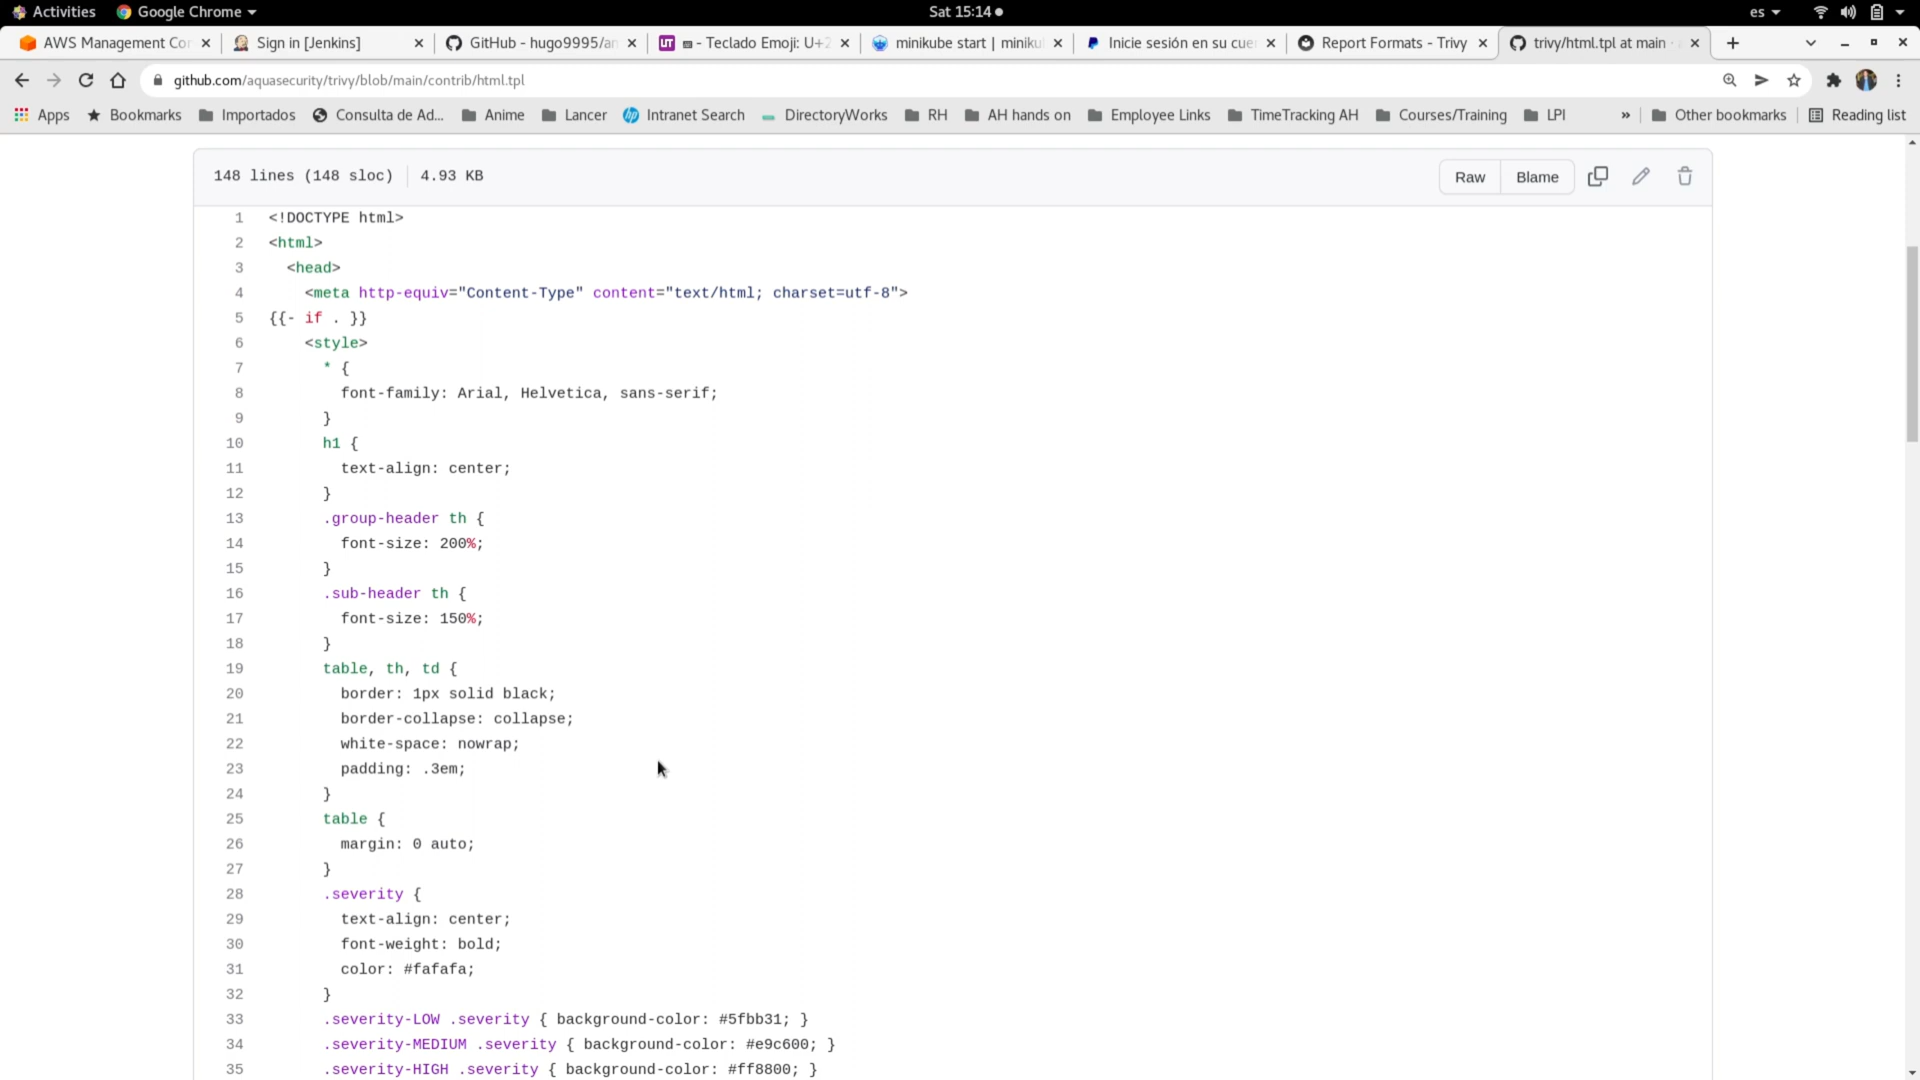 Activities Google Chrome Sat 15:14 es
AWS Management Co Sign in [Jenkins] GitHub - hugo9995/an - Teclado Emoji: U+2 minikube start | miniku Inicie sesión en su cue Report Formats - Trivy trivy/html.tpl at main -
github.com/aquasecurity/trivy/blob/main/contrib/html.tpl
Apps Bookmarks Importados Consulta de Ad... Anime Lancer Intranet Search DirectoryWorks RH AH hands on Employee Links TimeTracking AH Courses/Training LPI » Other bookmarks Reading list
148 lines (148 sloc) 4.93 KB Raw Blame
1 <!DOCTYPE html>
2 <html>
3 <head>
4 <meta http-equiv="Content-Type" content="text/html; charset=utf-8">
5 {{- if . }}
6 <style>
7 * {
8 font-family: Arial, Helvetica, sans-serif;
9 }
10 h1 {
11 text-align: center;
12 }
13 .group-header th {
14 font-size: 200%;
15 }
16 .sub-header th {
17 font-size: 150%;
18 }
19 table, th, td {
20 border: 1px solid black;
21 border-collapse: collapse;
22 white-space: nowrap;
23 padding: .3em;
24 }
25 table {
26 margin: 0 auto;
27 }
28 .severity {
29 text-align: center;
30 font-weight: bold;
31 color: #fafafa;
32 }
33 .severity-LOW .severity { background-color: #5fbb31; }
34 .severity-MEDIUM .severity { background-color: #e9c600; }
35 .severity-HIGH .severity { background-color: #ff8800; }